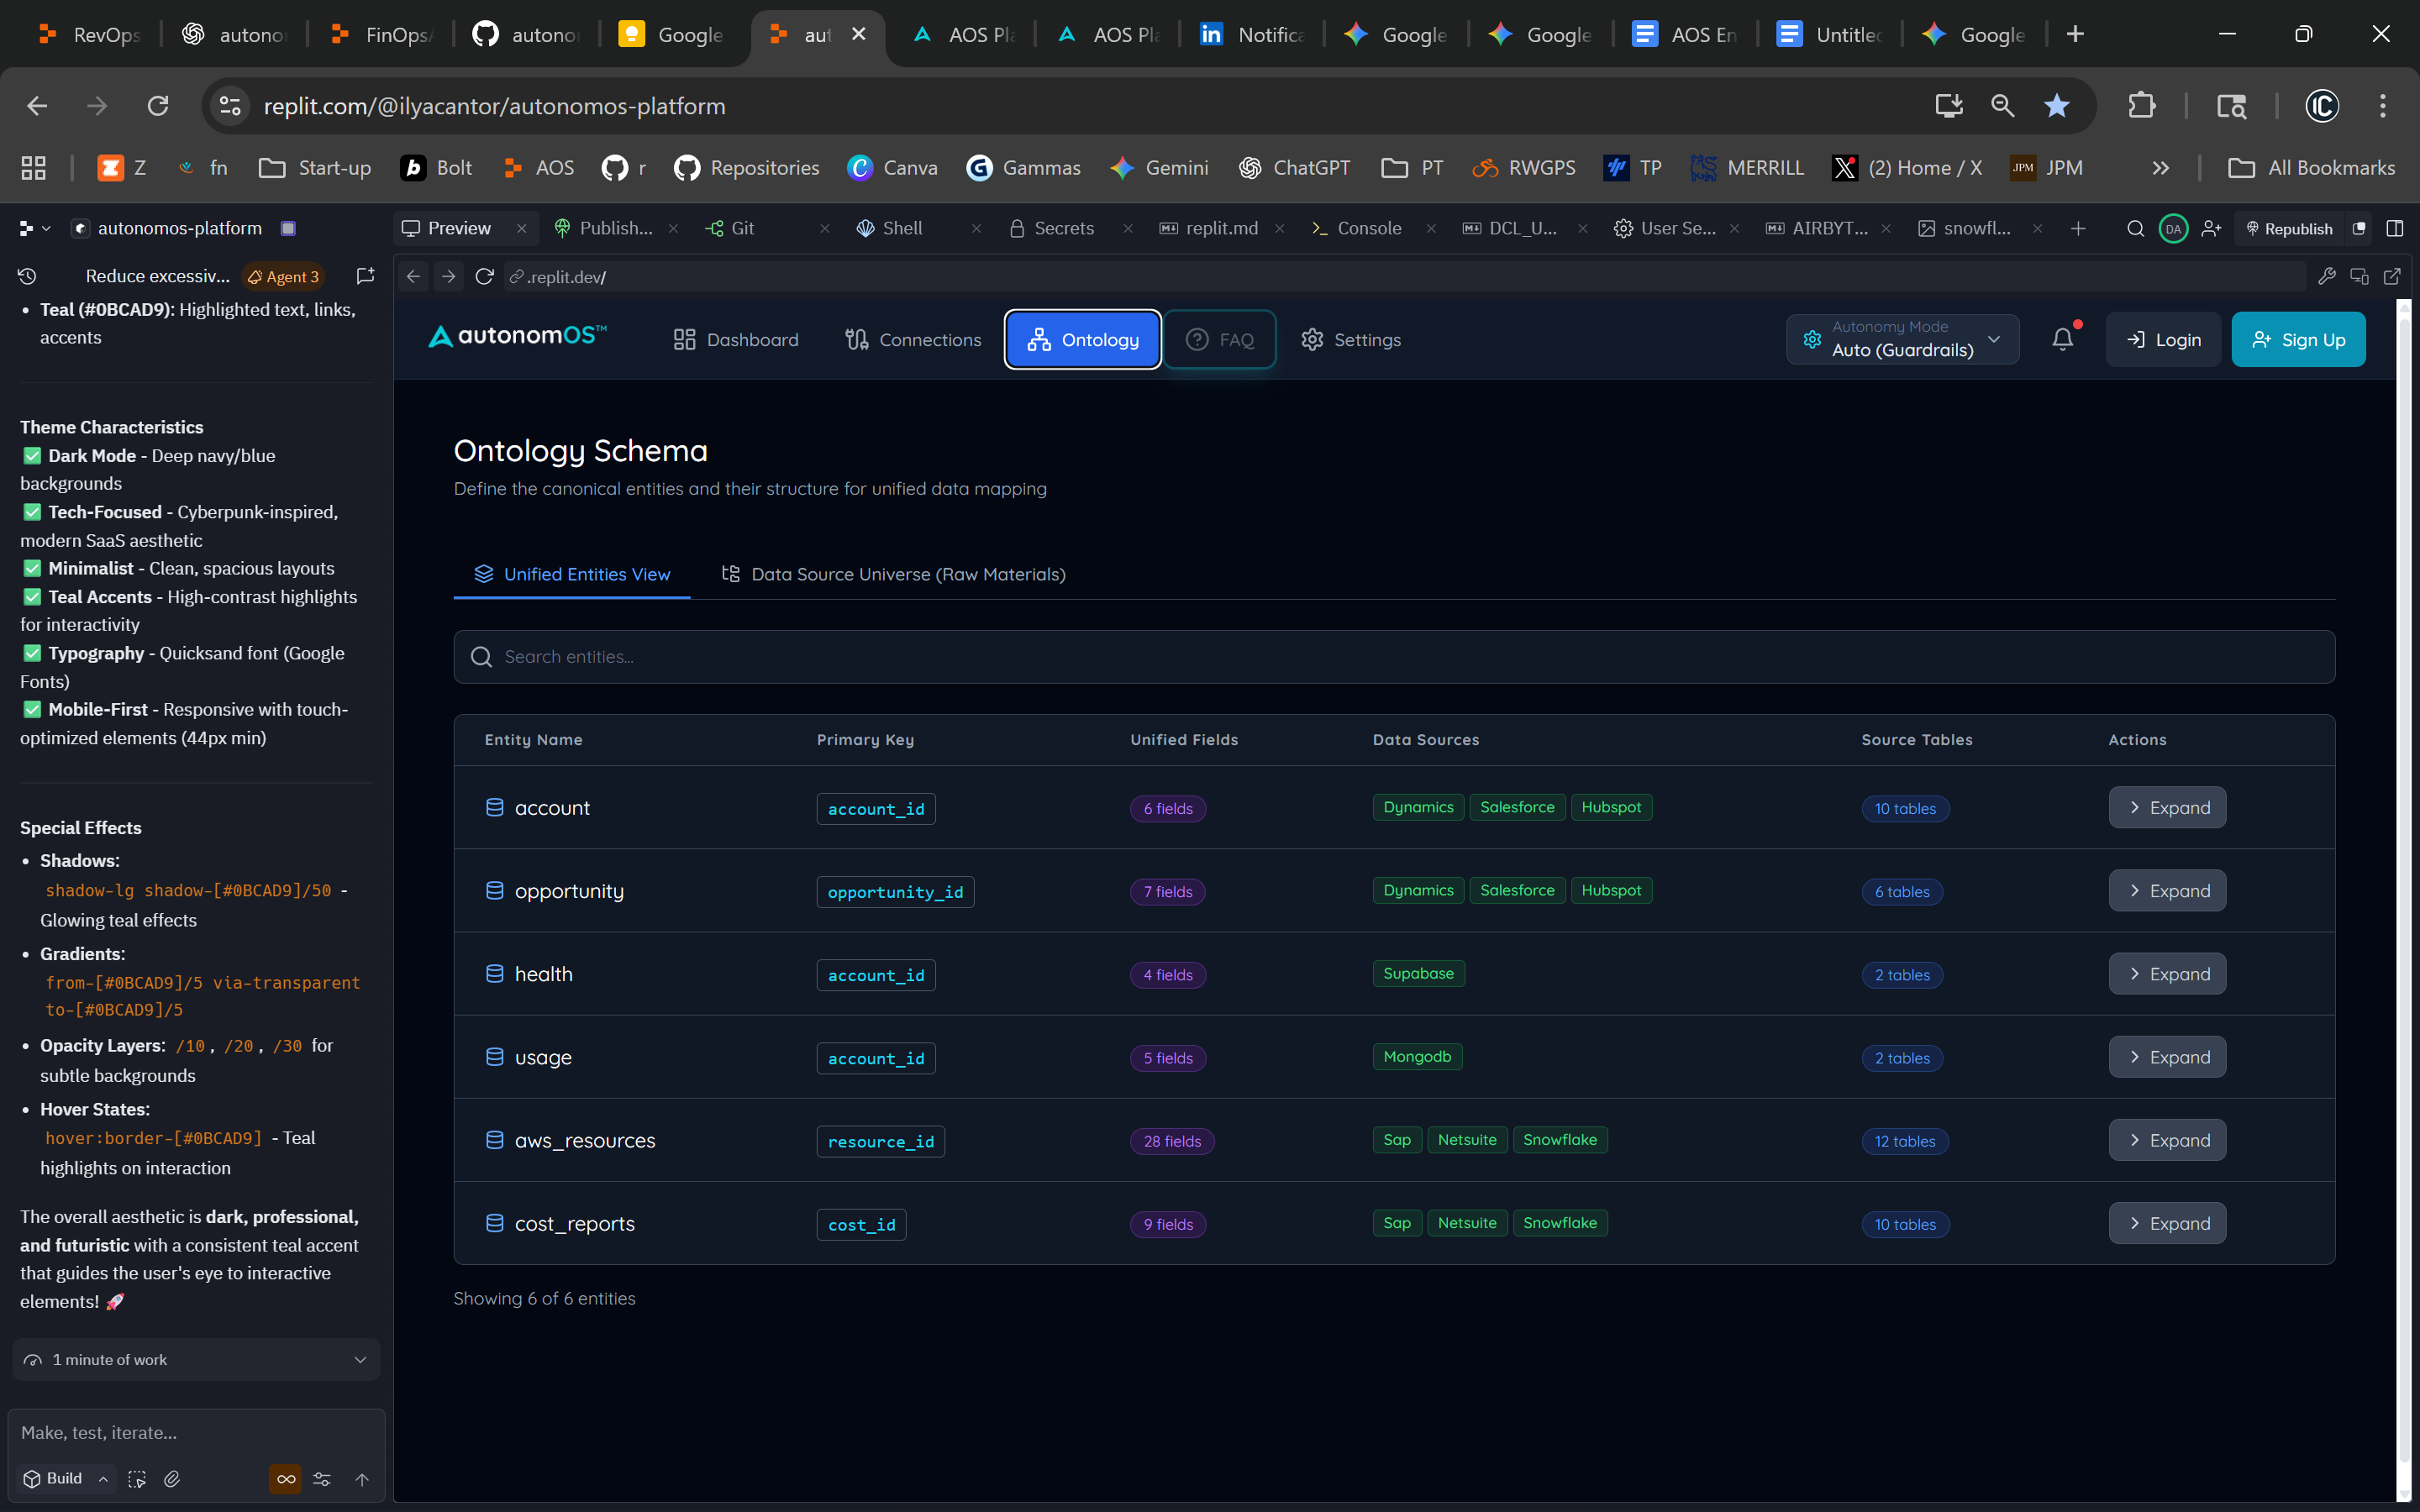 RevOps
autono
FinOps
autono
Google
aut
AOS Pla
AOS Pla
in
Notifica
Google
Google
AOS En
Untitled
Google
replit.com/@ilyacantor/autonomos-platform
IC
Z
fn
Start-up
b Bolt
AOS
r
Repositories
Canva
Gammas
Gemini
ChatGPT
PT
RWGPS
TP
MERRILL
(2) Home / X
JPM JPM
All Bookmarks
autonomos-platform
Preview
Publish...
Git
Shell
Secrets
replit.md
Console
DCL_U...
User Se...
AIRBYT...
snowfl...
DA
Republish
Reduce excessiv...
Agent 3
.replit.dev/
• Teal (#0BCAD9): Highlighted text, links,
accents
Theme Characteristics
✅ Dark Mode - Deep navy/blue
backgrounds
✅ Tech-Focused - Cyberpunk-inspired,
modern SaaS aesthetic
✅ Minimalist - Clean, spacious layouts
✅ Teal Accents - High-contrast highlights
for interactivity
✅ Typography - Quicksand font (Google
Fonts)
✅ Mobile-First - Responsive with touch-
optimized elements (44px min)
Special Effects
• Shadows:
shadow-lg shadow-[#0BCAD9]/50 -
Glowing teal effects
• Gradients:
from-[#0BCAD9]/5 via-transparent
to-[#0BCAD9]/5
• Opacity Layers: /10, /20, /30 for
subtle backgrounds
• Hover States:
hover:border-[#0BCAD9] - Teal
highlights on interaction
The overall aesthetic is dark, professional,
and futuristic with a consistent teal accent
that guides the user's eye to interactive
elements! 🚀
1 minute of work
Make, test, iterate...
Build
autonomOS™
Dashboard
Connections
Ontology
FAQ
Settings
Autonomy Mode
Auto (Guardrails)
Login
Sign Up
Ontology Schema
Define the canonical entities and their structure for unified data mapping
Unified Entities View
Data Source Universe (Raw Materials)
Search entities...
Entity Name Primary Key Unified Fields Data Sources Source Tables Actions
account account_id 6 fields Dynamics Salesforce Hubspot 10 tables > Expand
opportunity opportunity_id 7 fields Dynamics Salesforce Hubspot 6 tables > Expand
health account_id 4 fields Supabase 2 tables > Expand
usage account_id 5 fields Mongodb 2 tables > Expand
aws_resources resource_id 28 fields Sap Netsuite Snowflake 12 tables > Expand
cost_reports cost_id 9 fields Sap Netsuite Snowflake 10 tables > Expand
Showing 6 of 6 entities